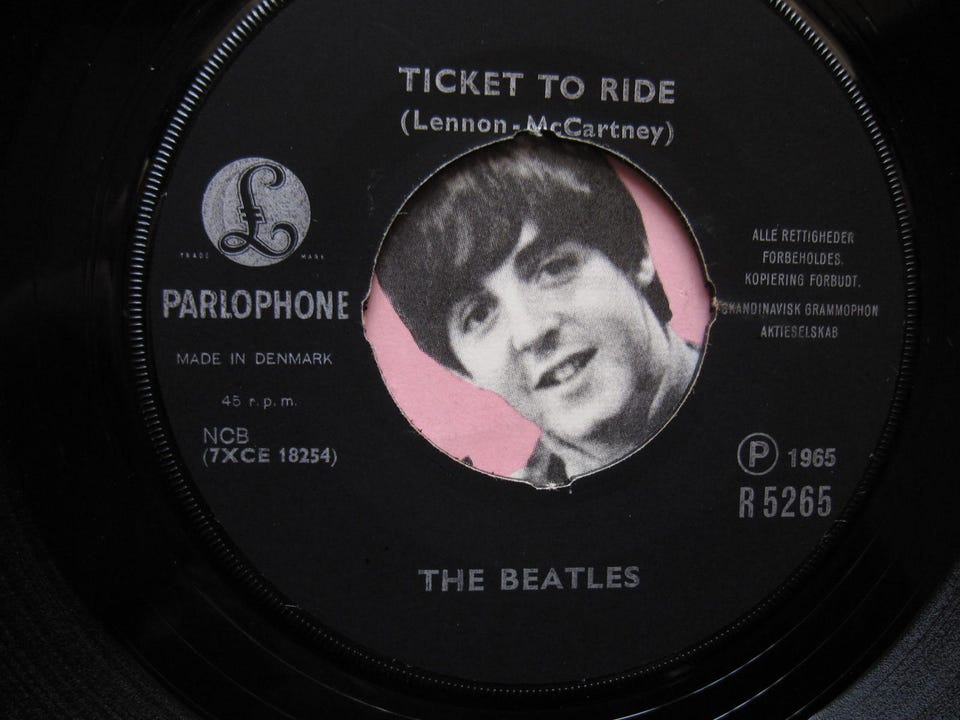 TICKET TO RIDE
(Lennon-McCartney)
£
TRADE MARK
PARLOPHONE
MADE IN DENMARK
45 r.p.m.
NCB
(7XCE 18254)
ALLE RETTIGHEDER
FORBEHOLDES.
KOPIERING FORBUDT.
SKANDINAVISK GRAMMOPHON
AKTIESELSKAB
Ⓟ 1965
R 5265
THE BEATLES